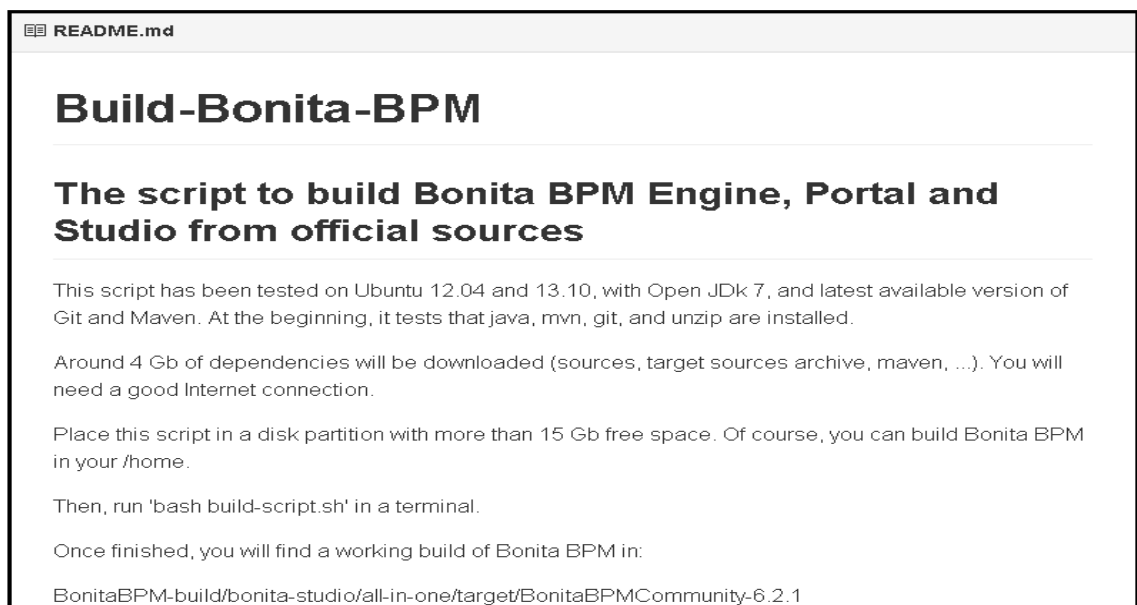 README.md
Build-Bonita-BPM
The script to build Bonita BPM Engine, Portal and
Studio from official sources
This script has been tested on Ubuntu 12.04 and 13.10, with Open JDk 7, and latest available version of
Git and Maven. At the beginning, it tests that java, mvn, git, and unzip are installed.
Around 4 Gb of dependencies will be downloaded (sources, target sources archive, maven, ...). You will
need a good Internet connection.
Place this script in a disk partition with more than 15 Gb free space. Of course, you can build Bonita BPM
in your /home.
Then, run 'bash build-script.sh' in a terminal.
Once finished, you will find a working build of Bonita BPM in:
BonitaBPM-build/bonita-studio/all-in-one/target/BonitaBPMCommunity-6.2.1